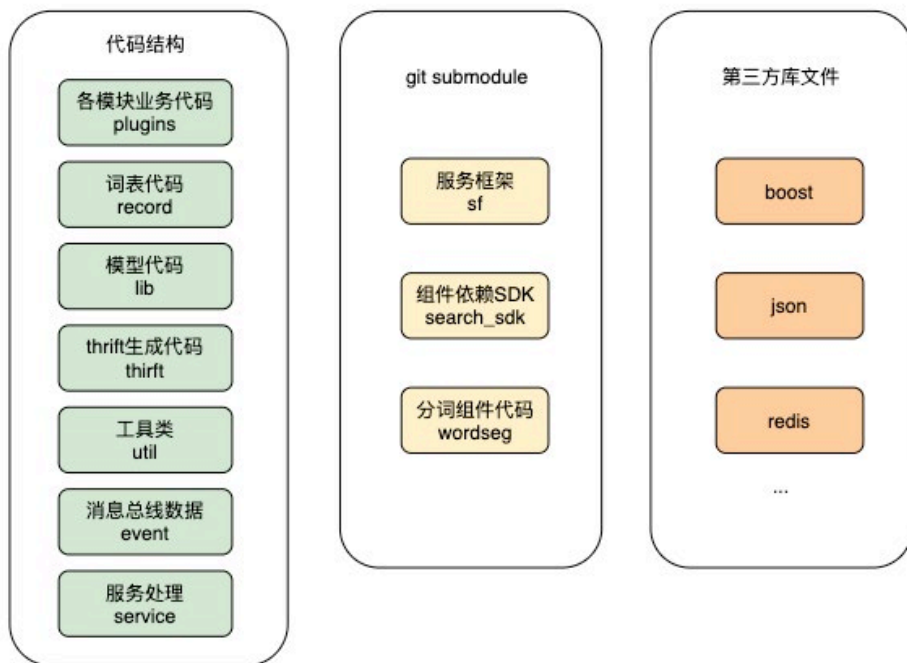 代码结构
各模块业务代码
plugins
词表代码
record
模型代码
lib
thrift生成代码
thirft
工具类
util
消息总线数据
event
服务处理
service
git submodule
服务框架
sf
组件依赖SDK
search_sdk
分词组件代码
wordseg
第三方库文件
boost
json
redis
...